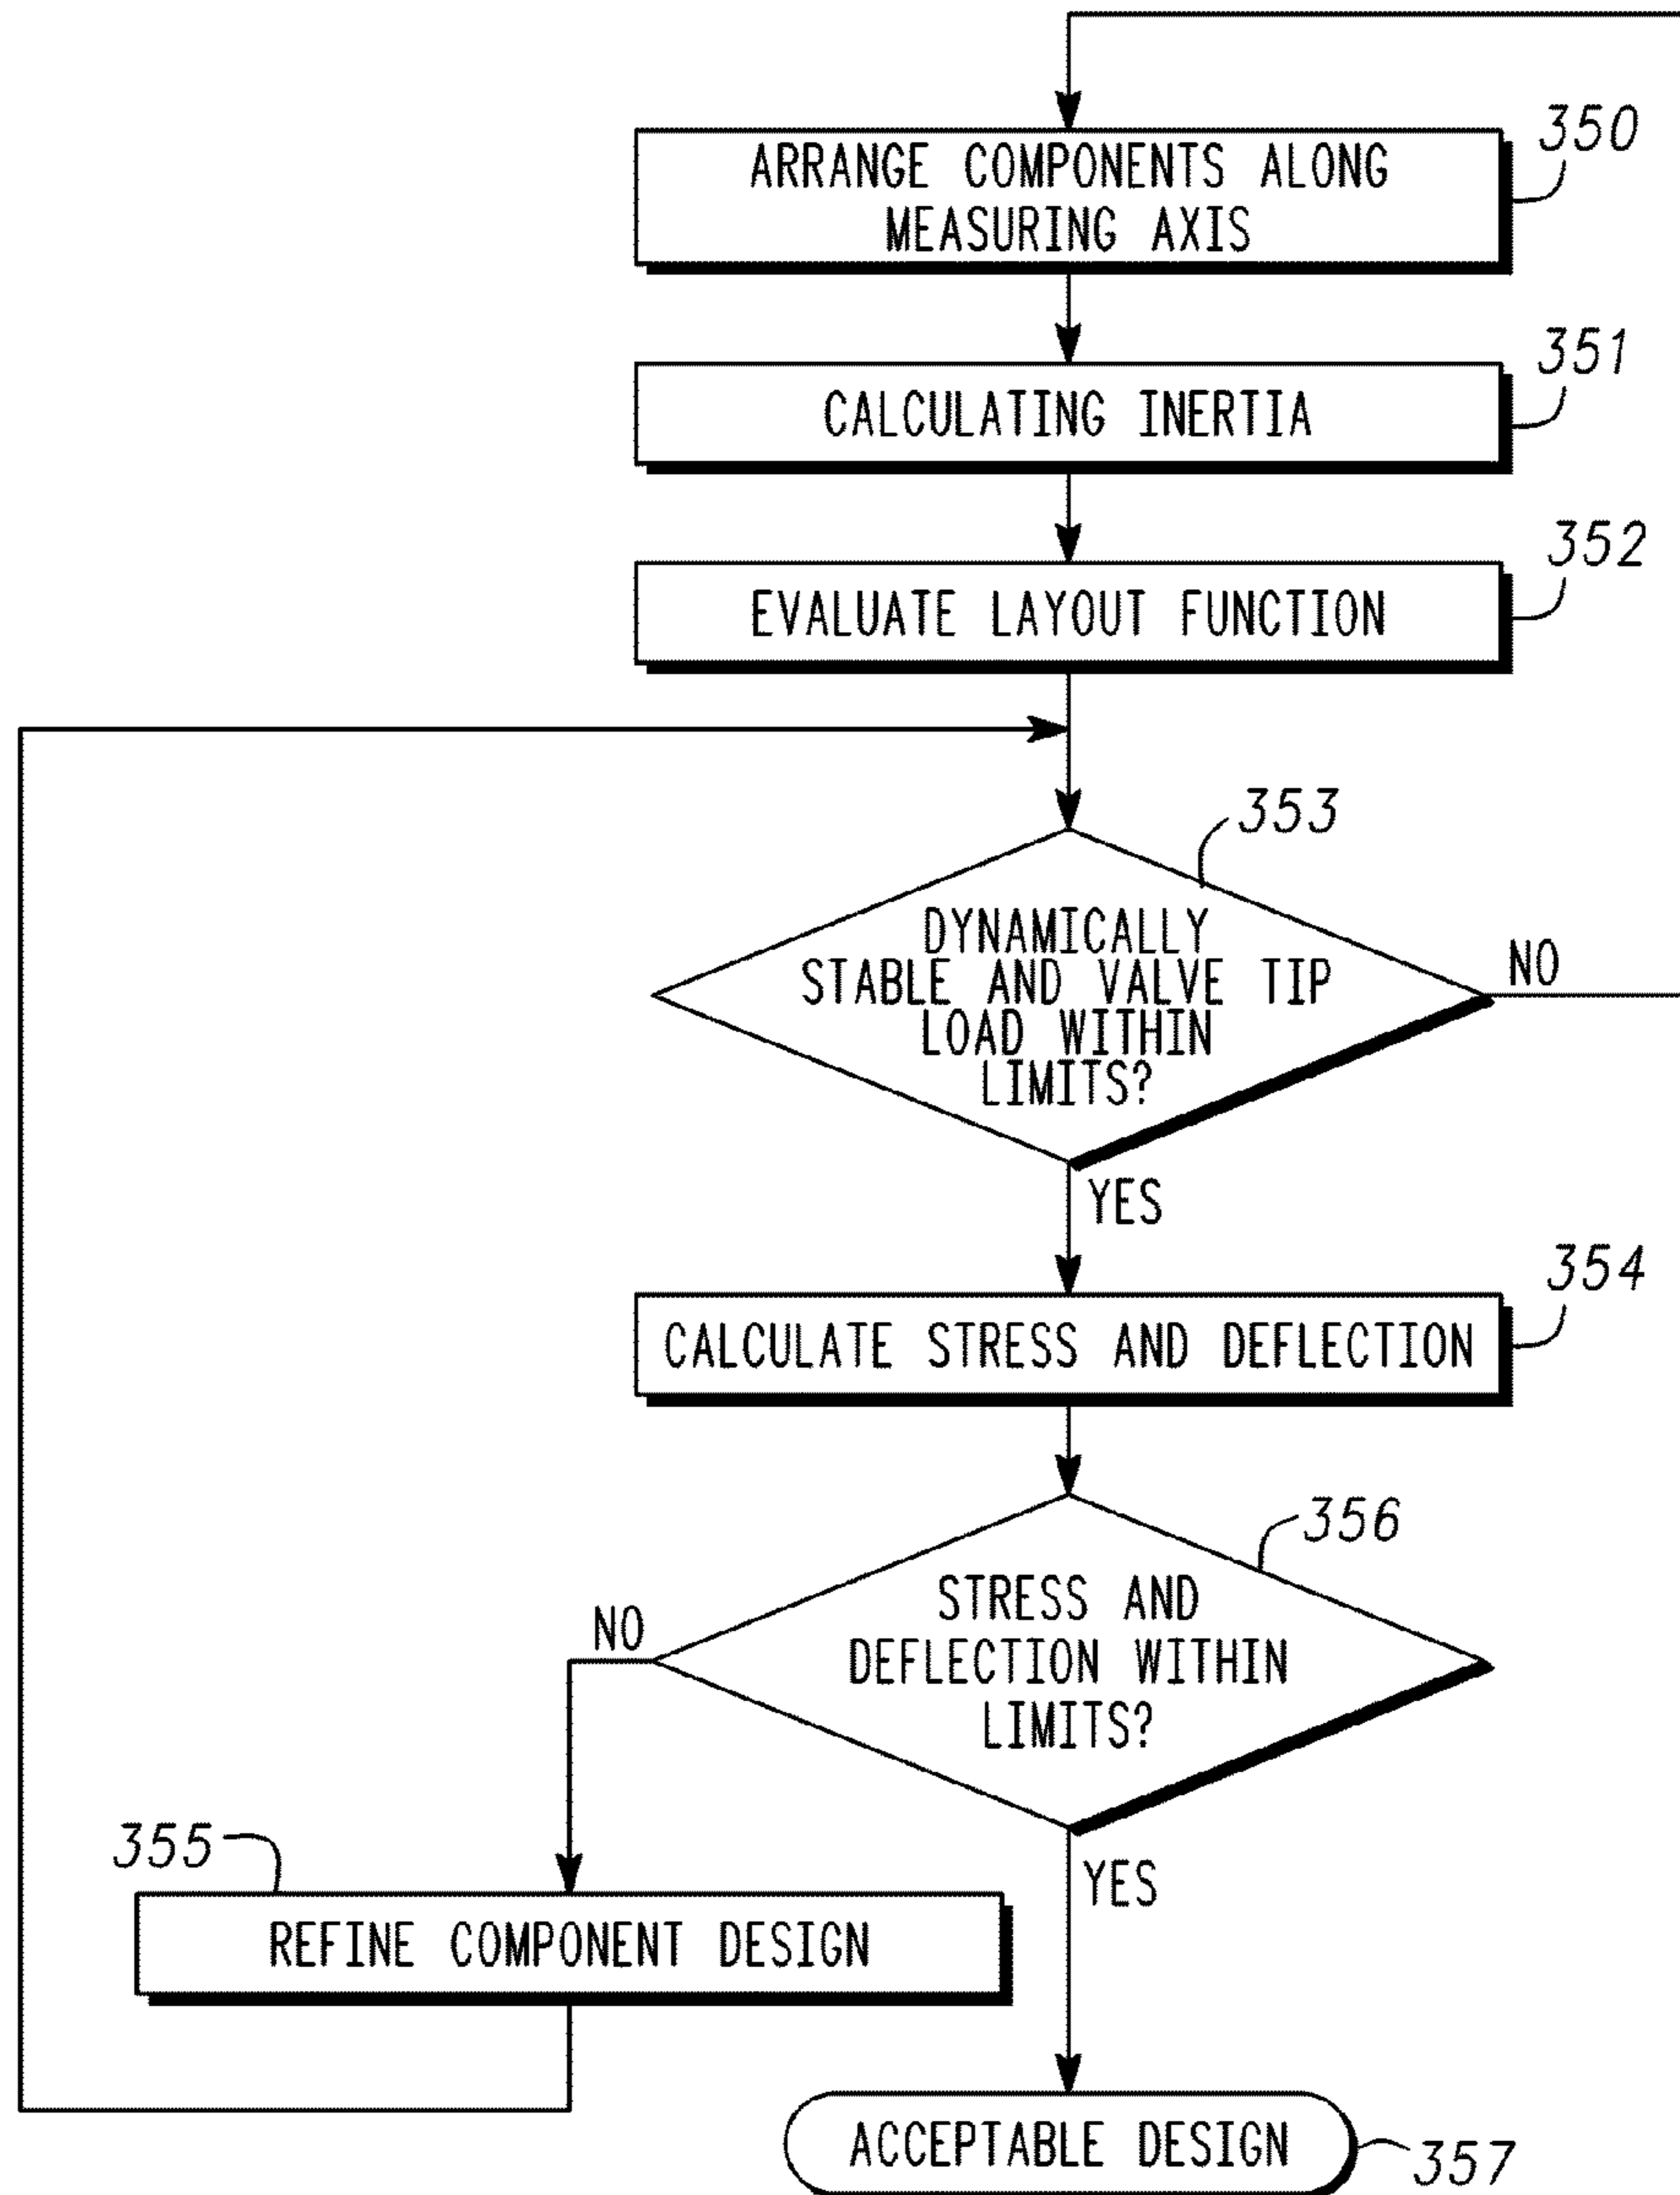 350
ARRANGE COMPONENTS ALONG
MEASURING AXIS
351
CALCULATING INERTIA
352
EVALUATE LAYOUT FUNCTION
353
DYNAMICALLY
STABLE AND VALVE TIP
LOAD WITHIN
LIMITS?
NO
YES
354
CALCULATE STRESS AND DEFLECTION
356
STRESS AND
DEFLECTION WITHIN
LIMITS?
NO
YES
355
REFINE COMPONENT DESIGN
ACCEPTABLE DESIGN
357